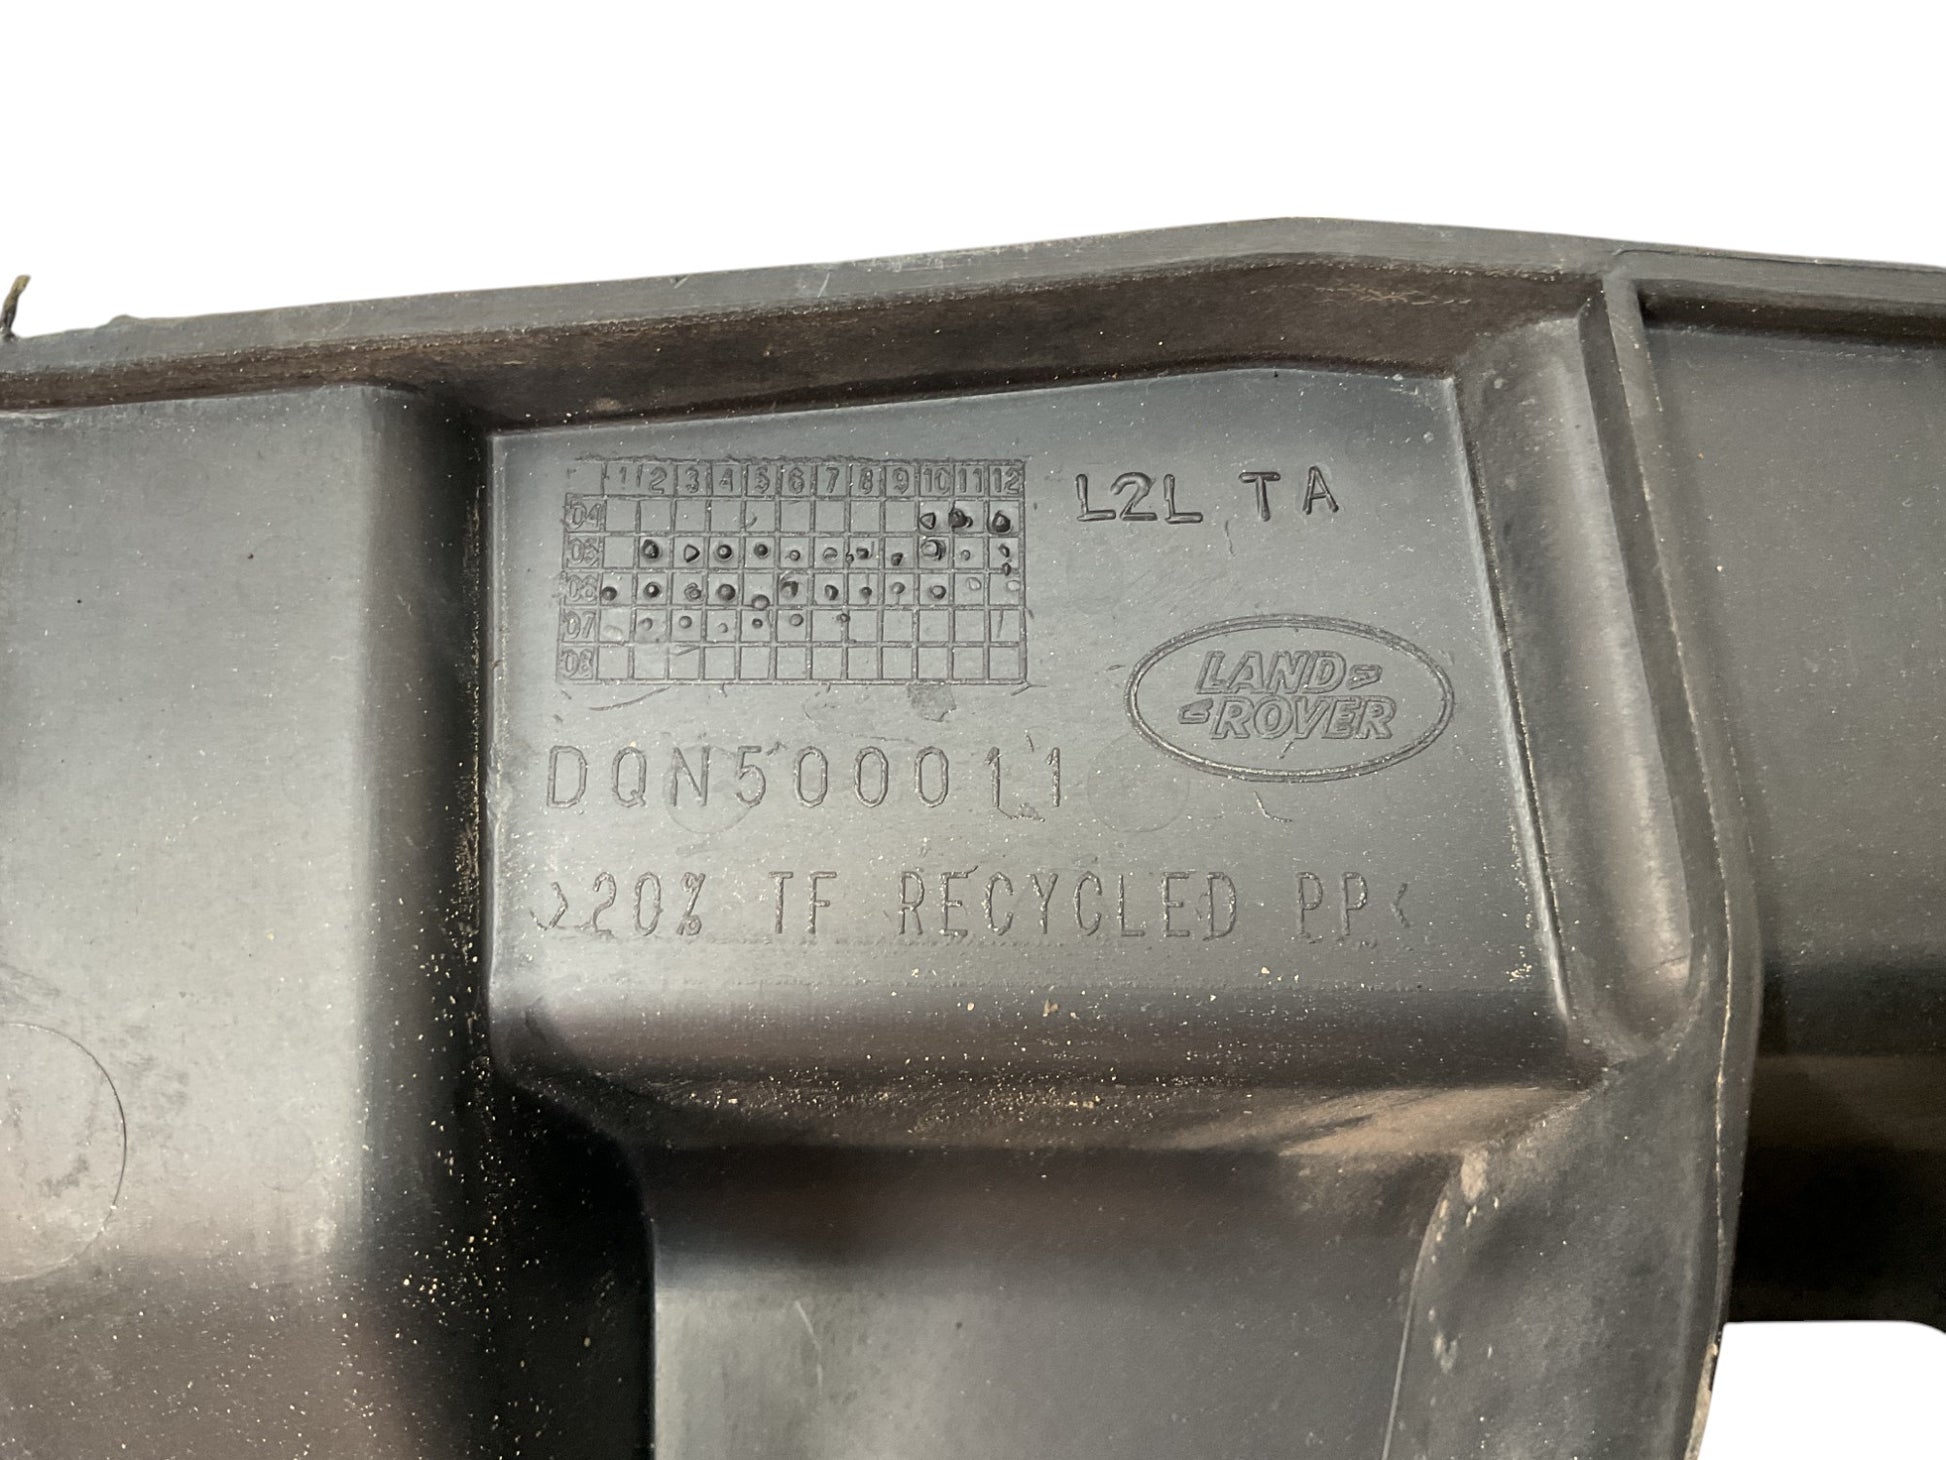 1 2 3 4 5 6 7 8 9 10 11 12
04
05
06
07
08
L2L TA
LAND
ROVER
DQN500011
>20% TF RECYCLED PP<